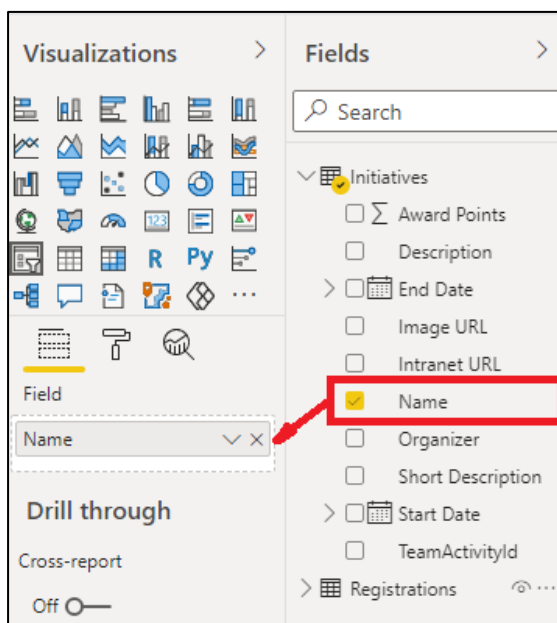 Visualizations
123
R
Py
Field
Name
Drill through
Cross-report
Off
Fields
Search
Initiatives
Award Points
Description
End Date
Image URL
Intranet URL
Name
Organizer
Short Description
Start Date
TeamActivityId
Registrations